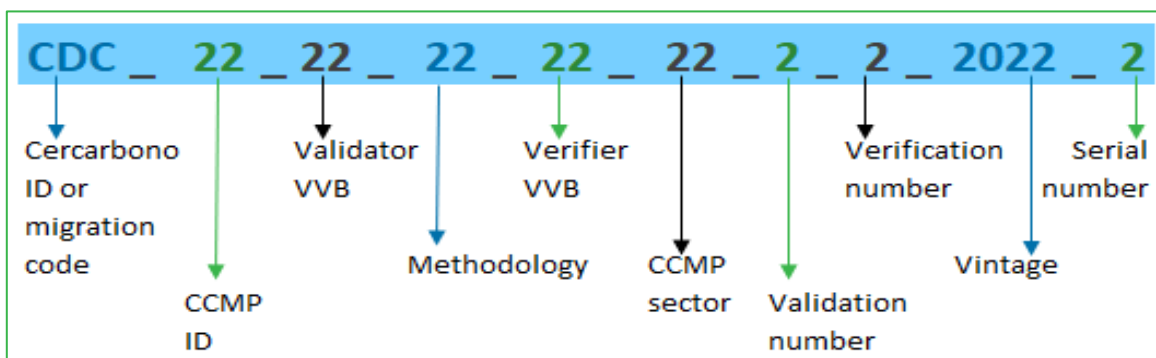 CDC _ 22 _ 22 _ 22 _ 22 _ 22 _ 2 _ 2 _ 2022 _ 2
Cercarbono
ID or
migration
code
CCMP
ID
Validator
VVB
Methodology
Verifier
VVB
CCMP
sector
Validation
number
Verification
number
Vintage
Serial
number